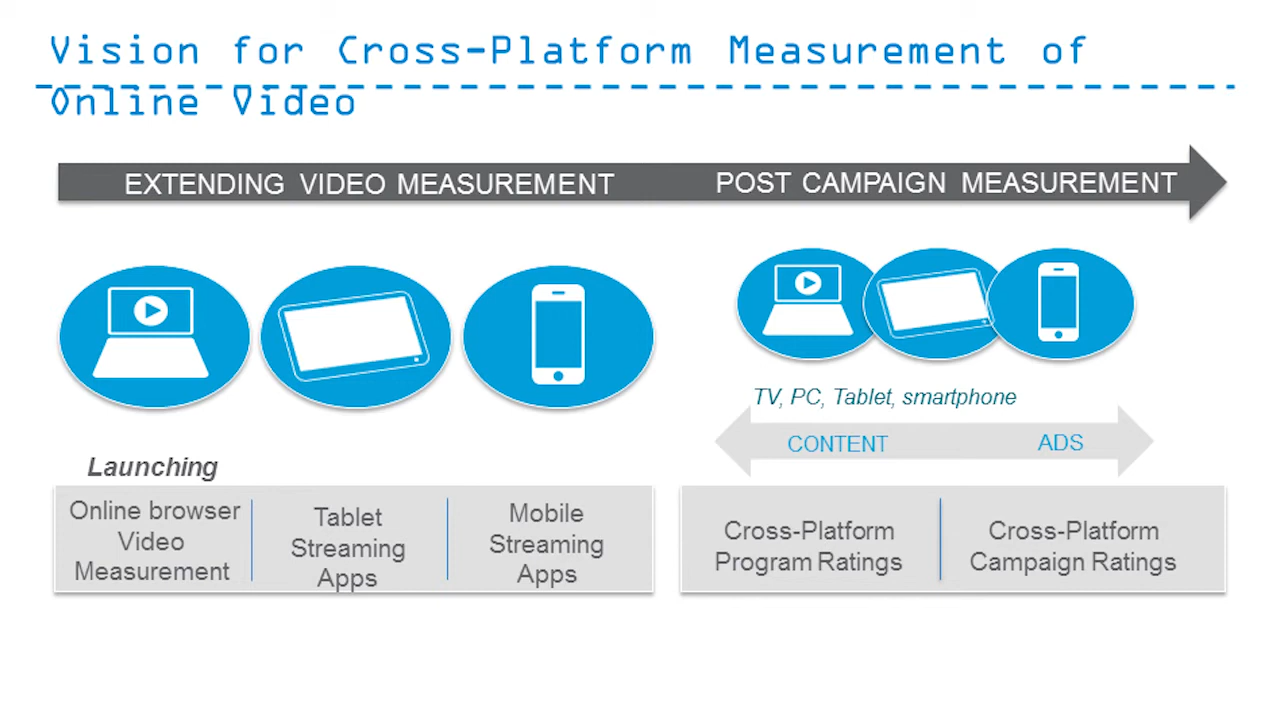 Vision for Cross-Platform Measurement of
Online Video
EXTENDING VIDEO MEASUREMENT
POST CAMPAIGN MEASUREMENT
TV, PC, Tablet, smartphone
CONTENT
ADS
Launching
Online browser
Video
Measurement
Tablet
Streaming
Apps
Mobile
Streaming
Apps
Cross-Platform
Program Ratings
Cross-Platform
Campaign Ratings